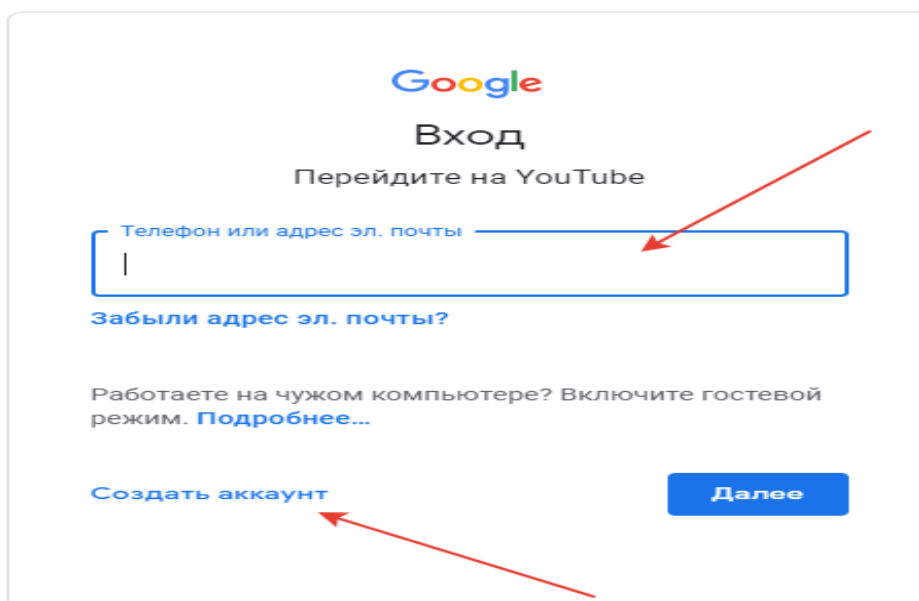 Google
Вход
Перейдите на YouTube
Телефон или адрес эл. почты
Забыли адрес эл. почты?
Работаете на чужом компьютере? Включите гостевой
режим. Подробнее...
Создать аккаунт
Далее